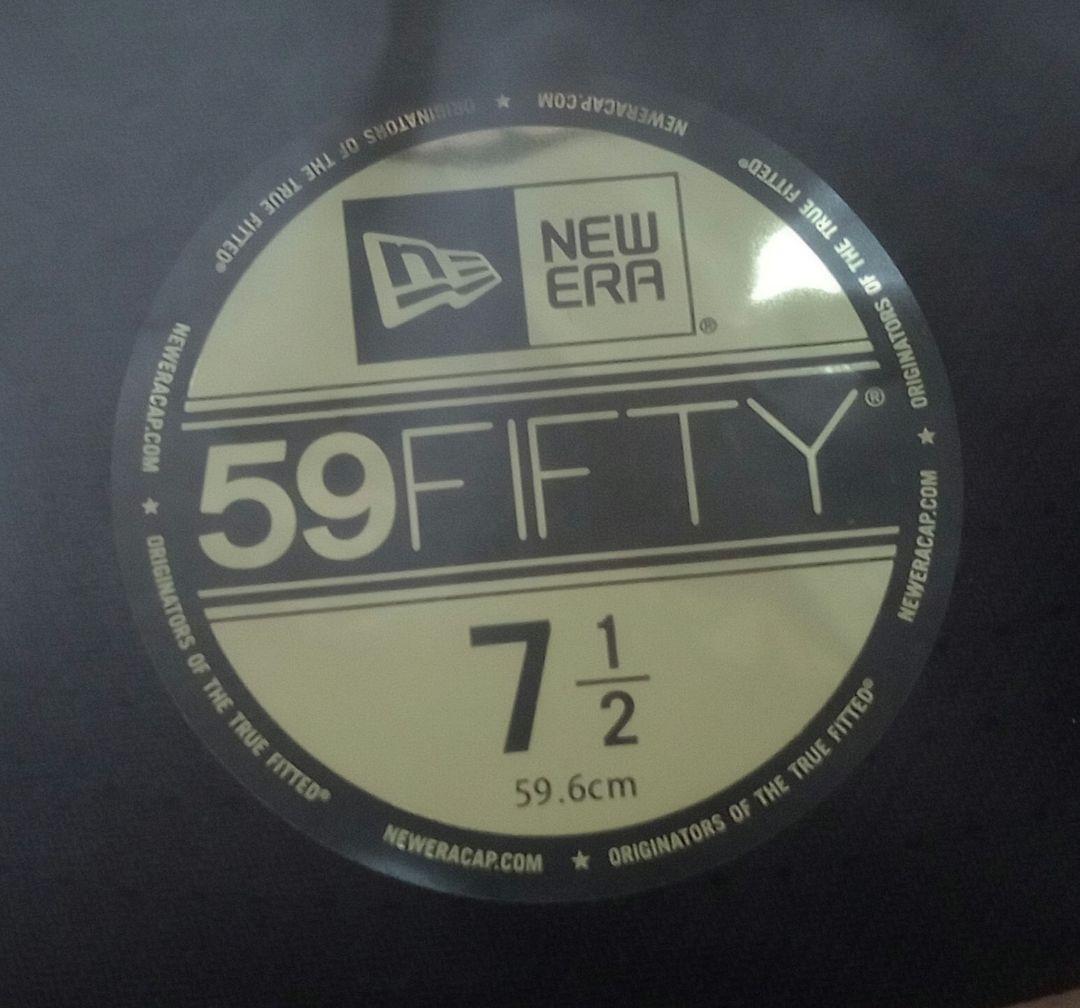 NEW
ERA
®
59FIFTY®
7 1/2
59.6cm
NEWERACAP.COM ★ ORIGINATORS OF THE TRUE FITTED®
NEWERACAP.COM ★ ORIGINATORS OF THE TRUE FITTED®
NEWERACAP.COM ★ ORIGINATORS OF THE TRUE FITTED®
NEWERACAP.COM ★ ORIGINATORS OF THE TRUE FITTED®